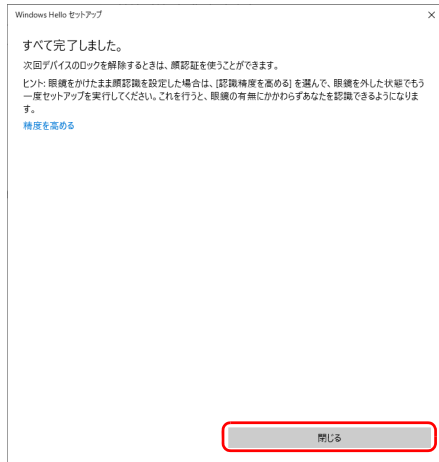 Windows Hello セットアップ
すべて完了しました。
次回デバイスのロックを解除するときは、顔認証を使うことができます。
ヒント: 眼鏡をかけたまま顔認識を設定した場合は、[認識精度を高める] を選んで、眼鏡を外した状態でもう
一度セットアップを実行してください。これを行うと、眼鏡の有無にかかわらずあなたを認識できるようになりま
す。
精度を高める
閉じる